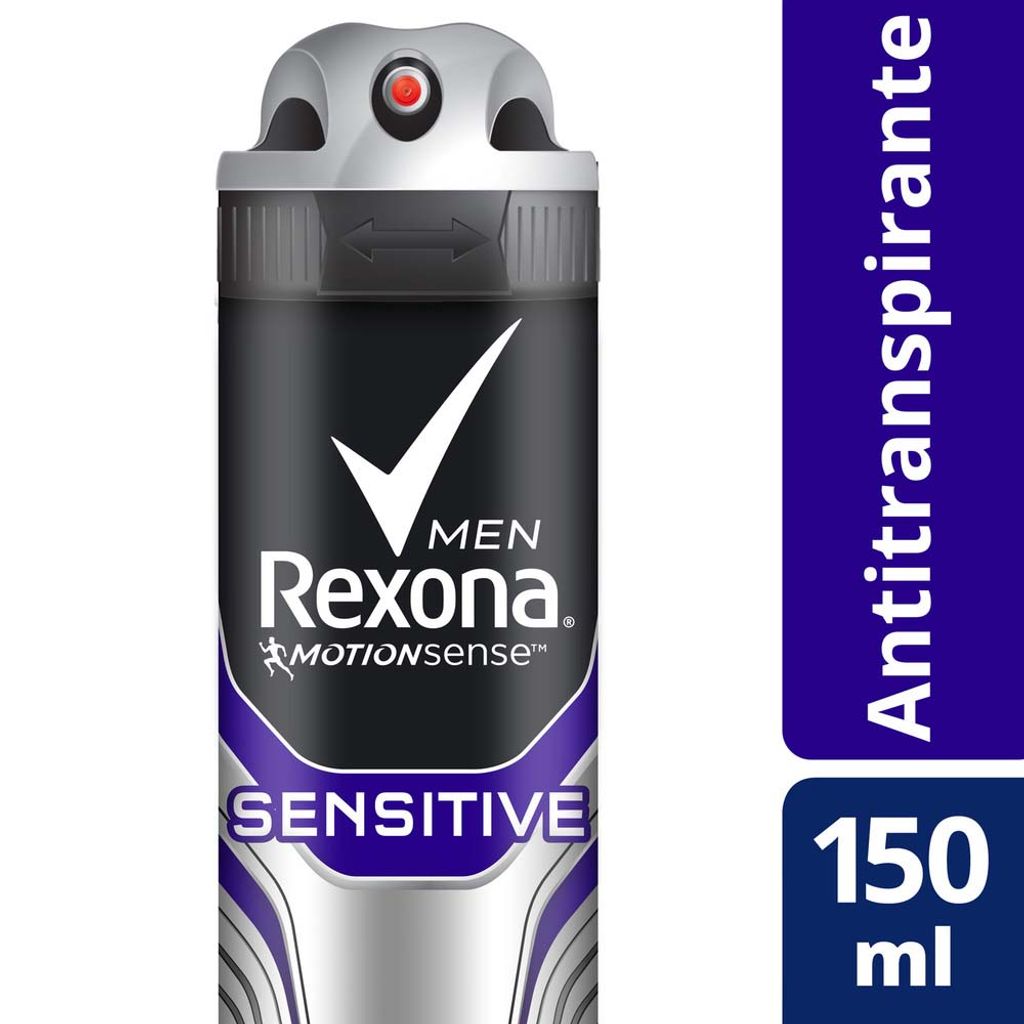 MEN
Rexona®
MOTIONsense™
SENSITIVE
Antitranspirante
150
ml